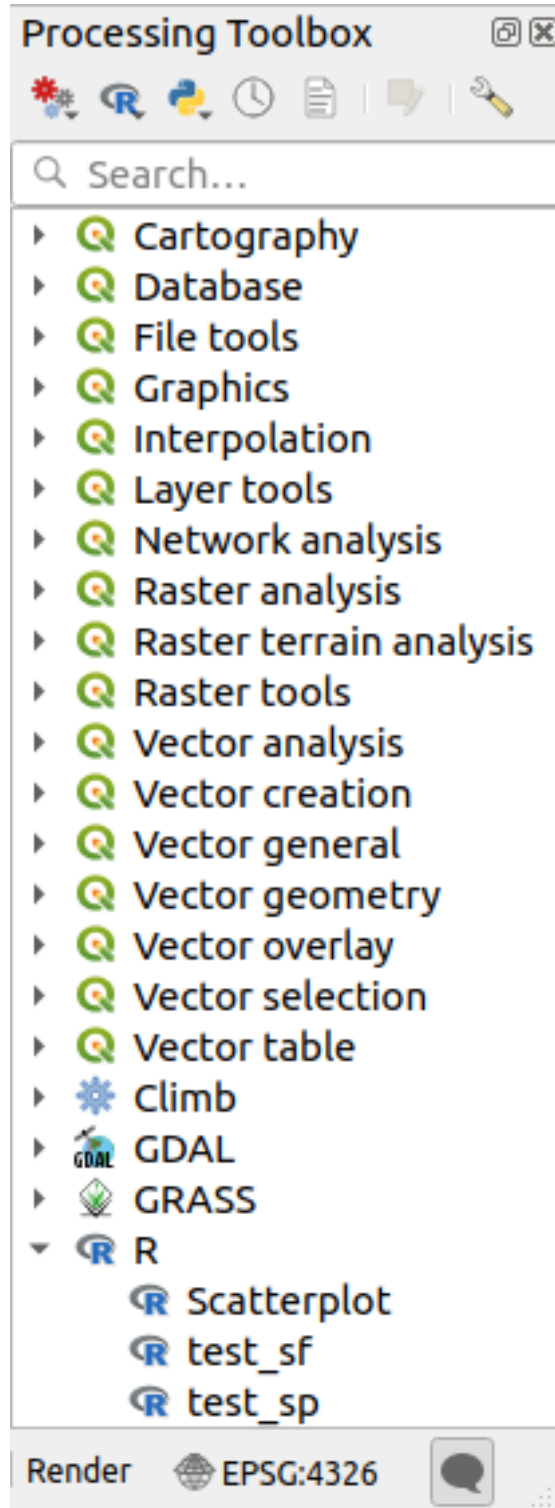 Processing Toolbox
Search...
Cartography
Database
File tools
Graphics
Interpolation
Layer tools
Network analysis
Raster analysis
Raster terrain analysis
Raster tools
Vector analysis
Vector creation
Vector general
Vector geometry
Vector overlay
Vector selection
Vector table
Climb
GDAL GDAL
GRASS
R R
R Scatterplot
R test_sf
R test_sp
Render EPSG:4326